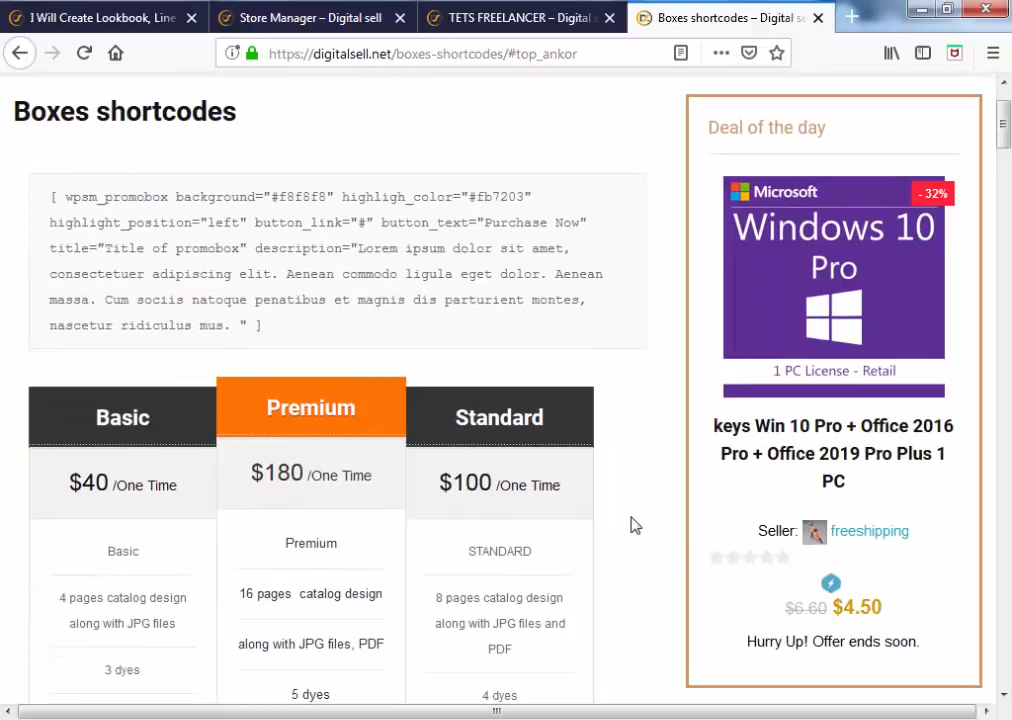 I Will Create Lookbook, Line
Store Manager – Digital sell
TETS FREELANCER – Digital s
Boxes shortcodes – Digital se
https://digitalsell.net/boxes-shortcodes/#top_ankor
Boxes shortcodes
[ wpsm_promobox background="#f8f8f8" highligh_color="#fb7203"
highlight_position="left" button_link="#" button_text="Purchase Now"
title="Title of promobox" description="Lorem ipsum dolor sit amet,
consectetuer adipiscing elit. Aenean commodo ligula eget dolor. Aenean
massa. Cum sociis natoque penatibus et magnis dis parturient montes,
nascetur ridiculus mus. " ]
Basic
$40 /One Time
Basic
4 pages catalog design
along with JPG files
3 dyes
Premium
$180 /One Time
Premium
16 pages catalog design
along with JPG files, PDF
5 dyes
Standard
$100 /One Time
STANDARD
8 pages catalog design
along with JPG files and
PDF
4 dyes
Deal of the day
Microsoft
- 32%
Windows 10
Pro
1 PC License - Retail
keys Win 10 Pro + Office 2016
Pro + Office 2019 Pro Plus 1
PC
Seller: freeshipping
$6.60 $4.50
Hurry Up! Offer ends soon.